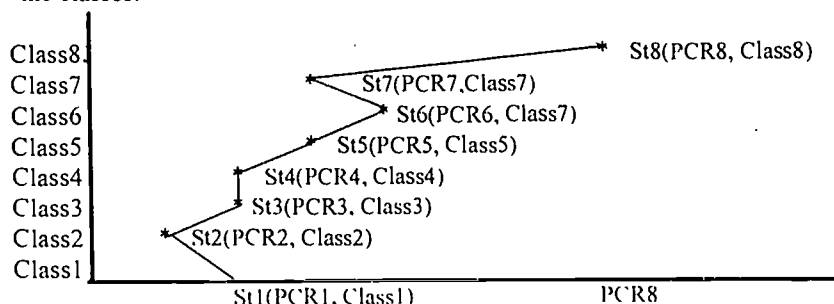 Class8 St8(PCR8, Class8)
Class7 St7(PCR7,Class7)
Class6 St6(PCR6, Class7)
Class5 St5(PCR5, Class5)
Class4 St4(PCR4, Class4)
Class3 St3(PCR3, Class3)
Class2 St2(PCR2, Class2)
Class1
St1(PCR1, Class1) PCR8